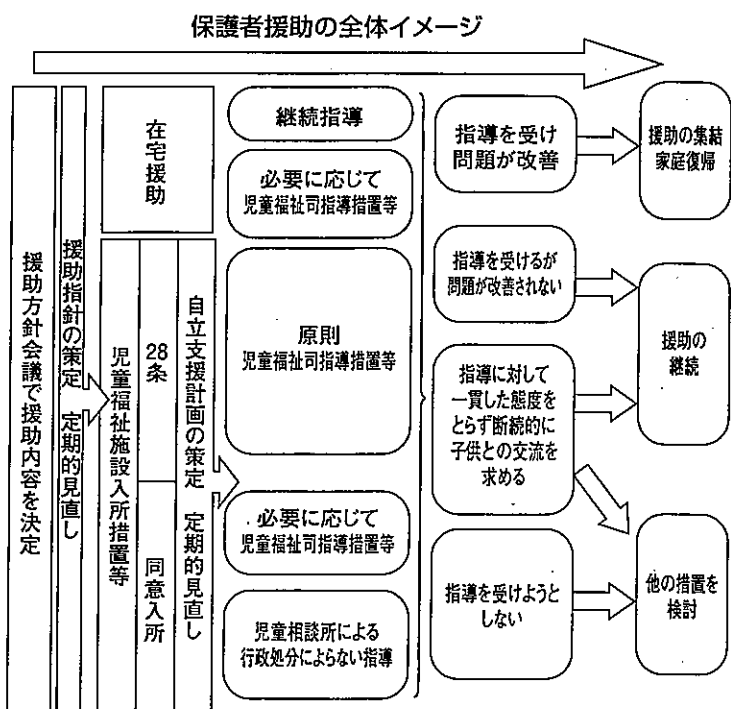 保護者援助の全体イメージ
援助方針会議で援助内容を決定
援助指針の策定 定期的見直し
在宅援助
児童福祉施設入所措置等
28条
同意入所
自立支援計画の策定 定期的見直し
継続指導
必要に応じて
児童福祉司指導措置等
原則
児童福祉司指導措置等
必要に応じて
児童福祉司指導措置等
児童相談所による
行政処分によらない指導
指導を受け
問題が改善
指導を受けるが
問題が改善されない
指導に対して
一貫した態度を
とらず断続的に
子供との交流を
求める
指導を受けようと
しない
援助の集結
家庭復帰
援助の
継続
他の措置を
検討